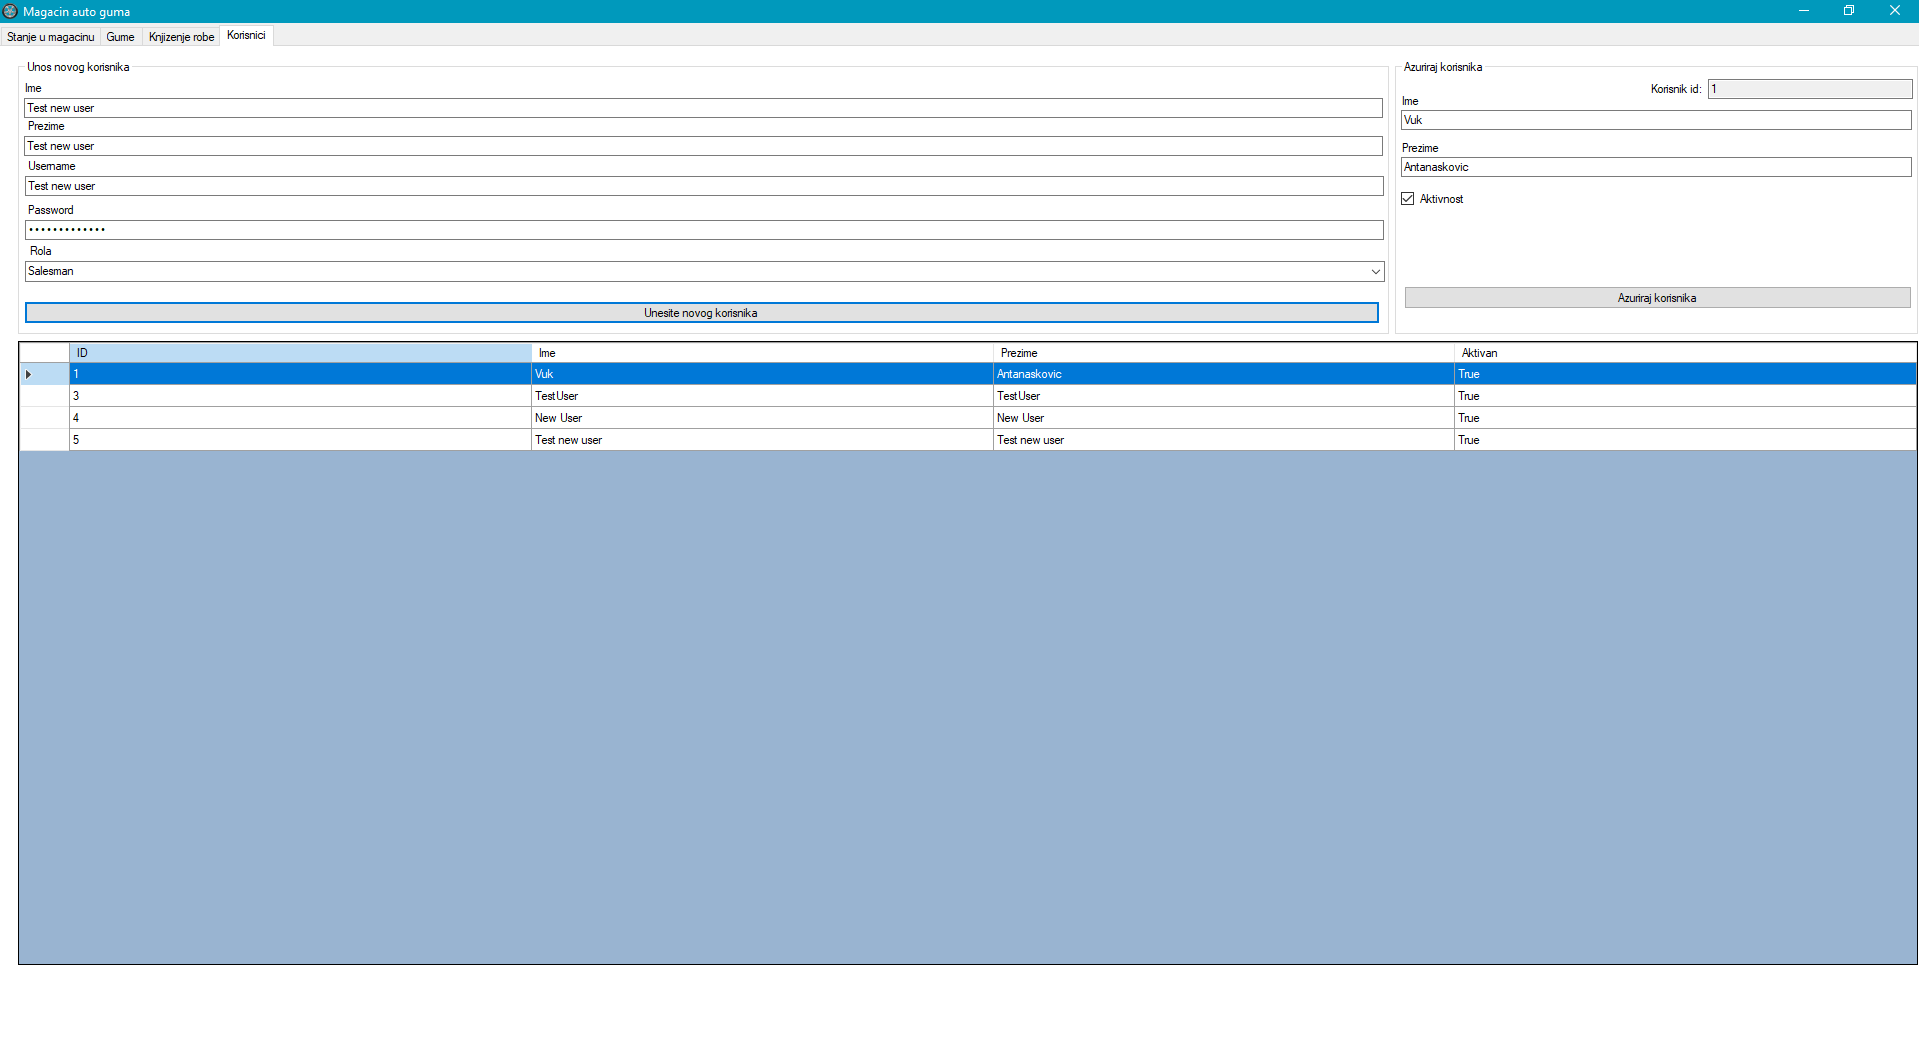 Magacin auto guma
Stanje u magacinu Gume Knjizenje robe Korisnici
Unos novog korisnika
Ime
Test new user
Prezime
Test new user
Username
Test new user
Password
•••••••••••••
Rola
Salesman
Unesite novog korisnika
Azuriraj korisnika
Korisnik id: 1
Ime
Vuk
Prezime
Antanaskovic
Aktivnost
Azuriraj korisnika
ID Ime Prezime Aktivan
1 Vuk Antanaskovic True
3 TestUser TestUser True
4 New User New User True
5 Test new user Test new user True